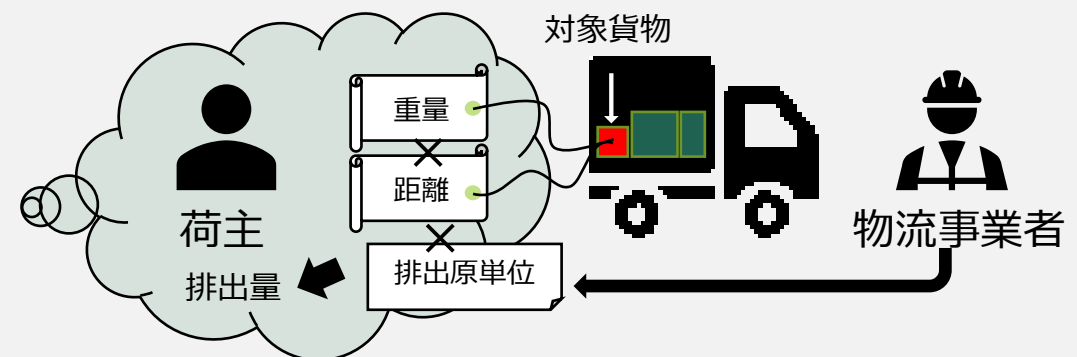 対象貨物
重量
距離
荷主
物流事業者
排出原単位
排出量